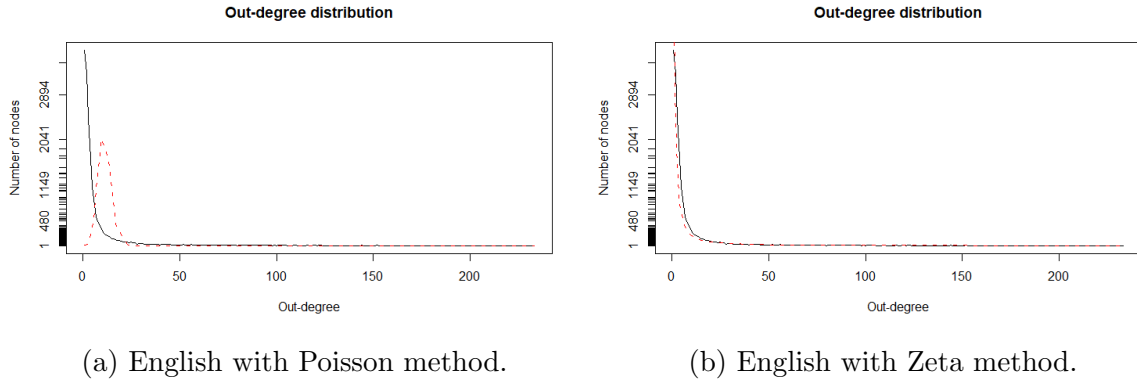 Out-degree distribution
Number of nodes
2894
2041
1149
480
1
0 50 100 150 200
Out-degree
(a) English with Poisson method.
Out-degree distribution
Number of nodes
2894
2041
1149
480
1
0 50 100 150 200
Out-degree
(b) English with Zeta method.